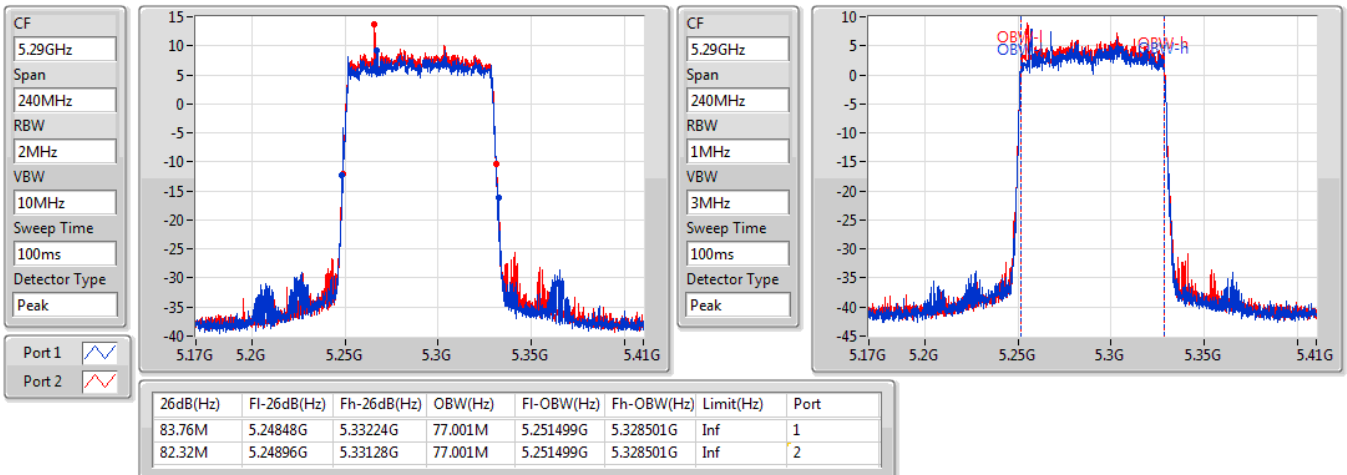 CF
5.29GHz
Span
240MHz
RBW
2MHz
VBW
10MHz
Sweep Time
100ms
Detector Type
Peak
Port 1
Port 2
15
10
5
0
-5
-10
-15
-20
-25
-30
-35
-40
5.17G 5.2G 5.25G 5.3G 5.35G 5.41G
CF
5.29GHz
Span
240MHz
RBW
1MHz
VBW
3MHz
Sweep Time
100ms
Detector Type
Peak
10
5
0
-5
-10
-15
-20
-25
-30
-35
-40
-45
OBW-l OBW-h
OBW OBW-h
5.17G 5.2G 5.25G 5.3G 5.35G 5.41G
26dB(Hz) Fl-26dB(Hz) Fh-26dB(Hz) OBW(Hz) Fl-OBW(Hz) Fh-OBW(Hz) Limit(Hz) Port
83.76M 5.24848G 5.33224G 77.001M 5.251499G 5.328501G Inf 1
82.32M 5.24896G 5.33128G 77.001M 5.251499G 5.328501G Inf 2